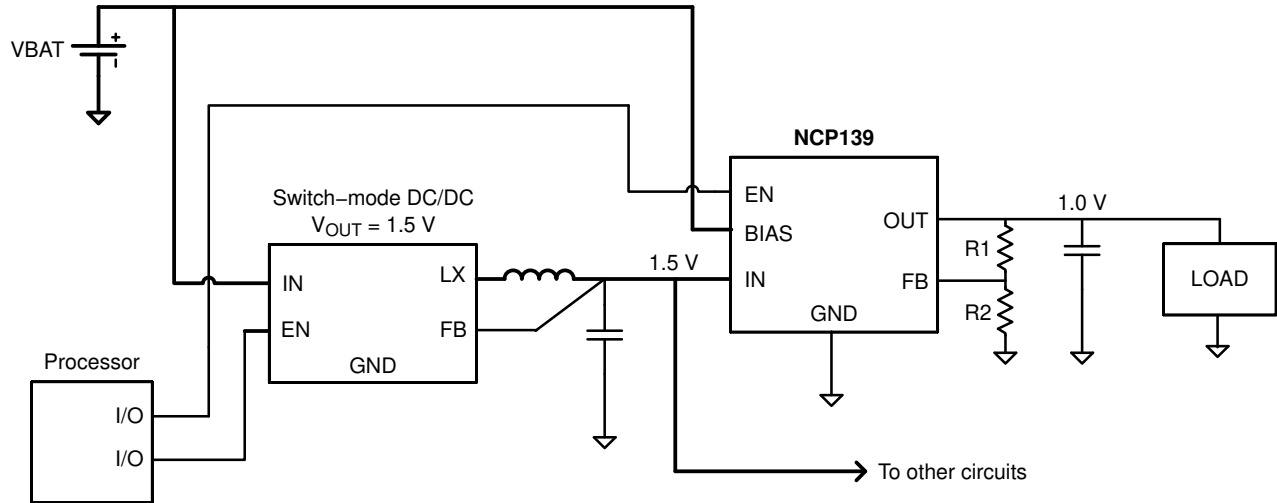 VBAT
+
−
NCP139
Switch−mode DC/DC
VOUT = 1.5 V
EN
BIAS
IN
GND
OUT
FB
1.0 V
R1
R2
LOAD
IN
EN
LX
FB
GND
1.5 V
Processor
I/O
I/O
To other circuits